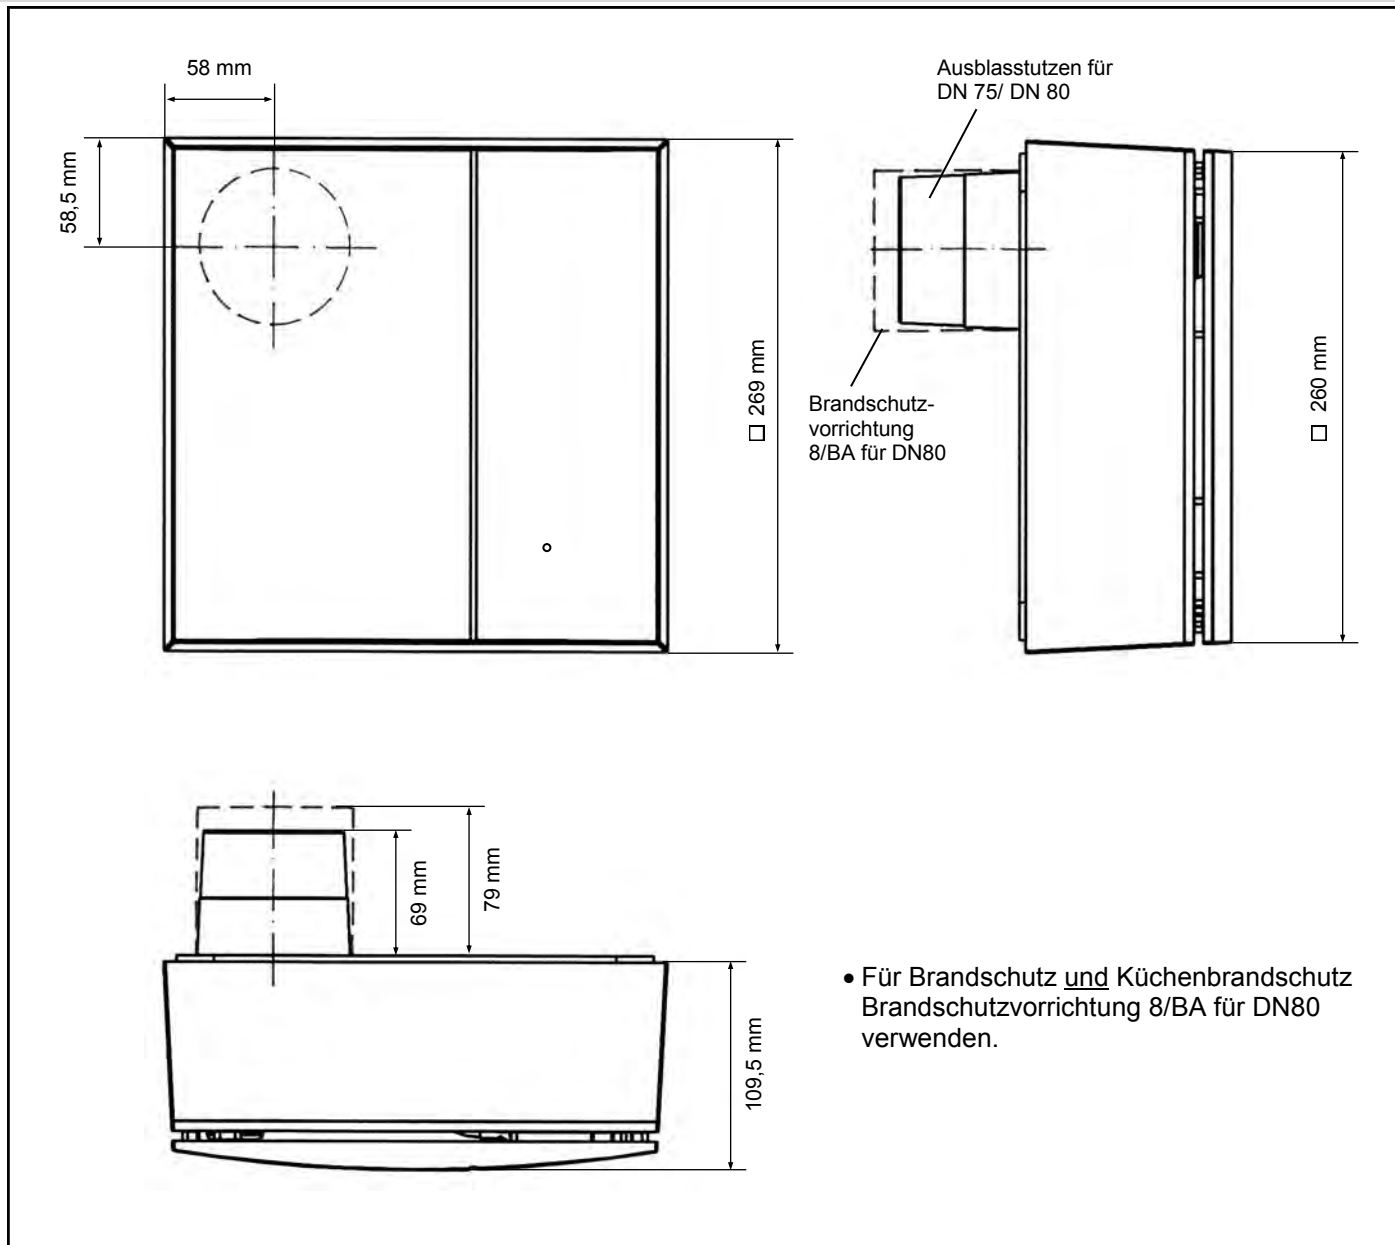 58 mm
58,5 mm
□ 269 mm
Ausblasstutzen für
DN 75/ DN 80
Brandschutz-
vorrichtung
8/BA für DN80
□ 260 mm
69 mm
79 mm
109,5 mm
• Für Brandschutz und Küchenbrandschutz
Brandschutzvorrichtung 8/BA für DN80
verwenden.